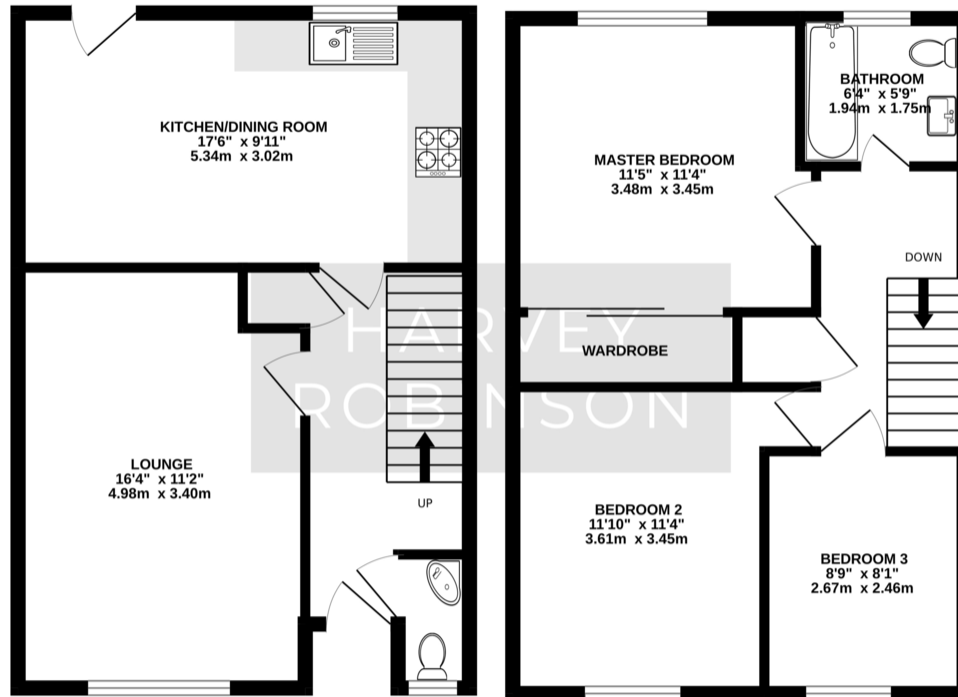 KITCHEN/DINING ROOM
17'6" x 9'11"
5.34m x 3.02m
LOUNGE
16'4" x 11'2"
4.98m x 3.40m
UP
MASTER BEDROOM
11'5" x 11'4"
3.48m x 3.45m
BATHROOM
6'4" x 5'9"
1.94m x 1.75m
DOWN
WARDROBE
BEDROOM 2
11'10" x 11'4"
3.61m x 3.45m
BEDROOM 3
8'9" x 8'1"
2.67m x 2.46m
HARVEY
ROBINSON